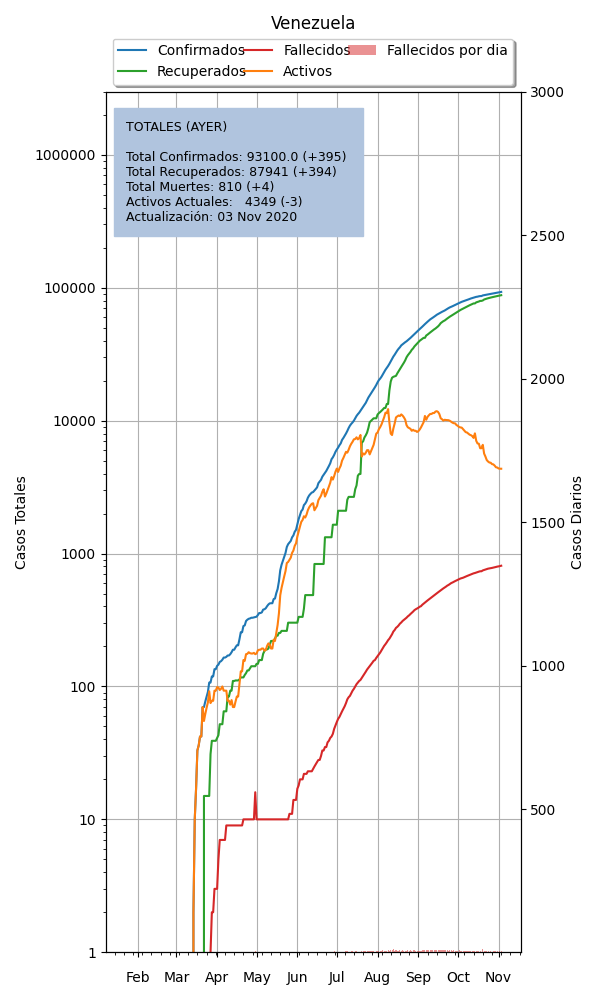 Venezuela
Confirmados Fallecidos Fallecidos por dia
Recuperados Activos
TOTALES (AYER)
Total Confirmados: 93100.0 (+395)
Total Recuperados: 87941 (+394)
Total Muertes: 810 (+4)
Activos Actuales: 4349 (-3)
Actualización: 03 Nov 2020
Casos Totales
1000000
100000
10000
1000
100
10
1
3000
2500
2000
1500
1000
500
Casos Diarios
Feb Mar Apr May Jun Jul Aug Sep Oct Nov